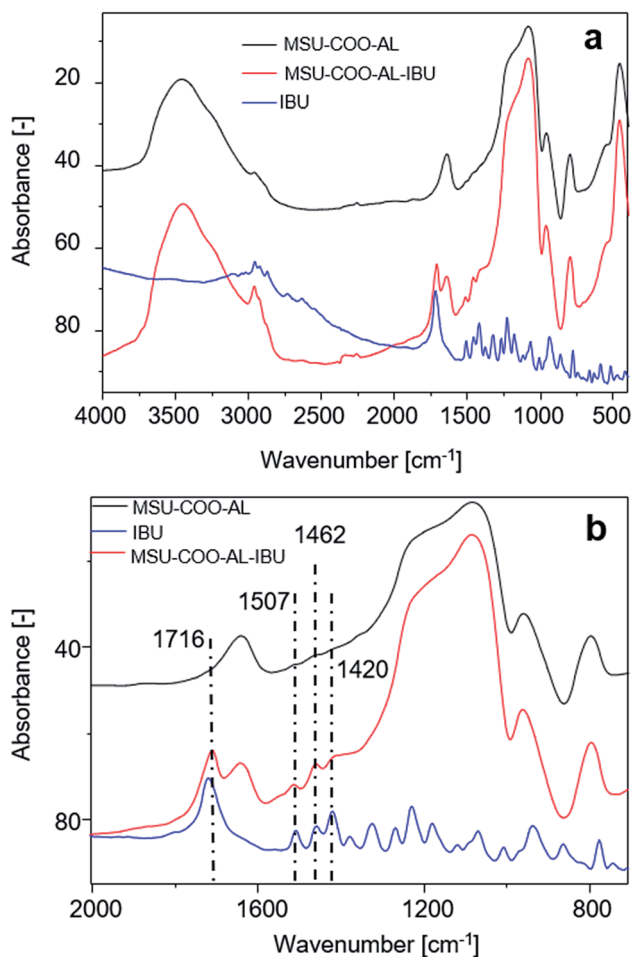 a
MSU-COO-AL
MSU-COO-AL-IBU
IBU
20
40
60
80
Absorbance [-]
4000 3500 3000 2500 2000 1500 1000 500
Wavenumber [cm-1]
b
MSU-COO-AL
IBU
MSU-COO-AL-IBU
1462
1507
1716
1420
40
80
Absorbance [-]
2000 1600 1200 800
Wavenumber [cm-1]